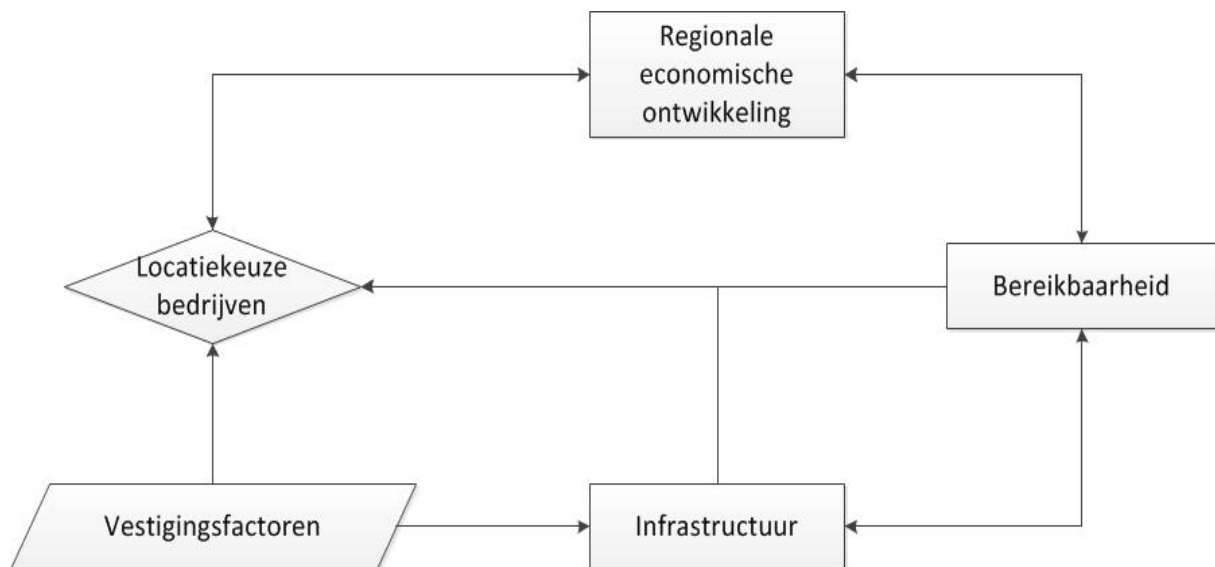 Regionale
economische
ontwikkeling
Locatiekeuze
bedrijven
Bereikbaarheid
Vestigingsfactoren
Infrastructuur